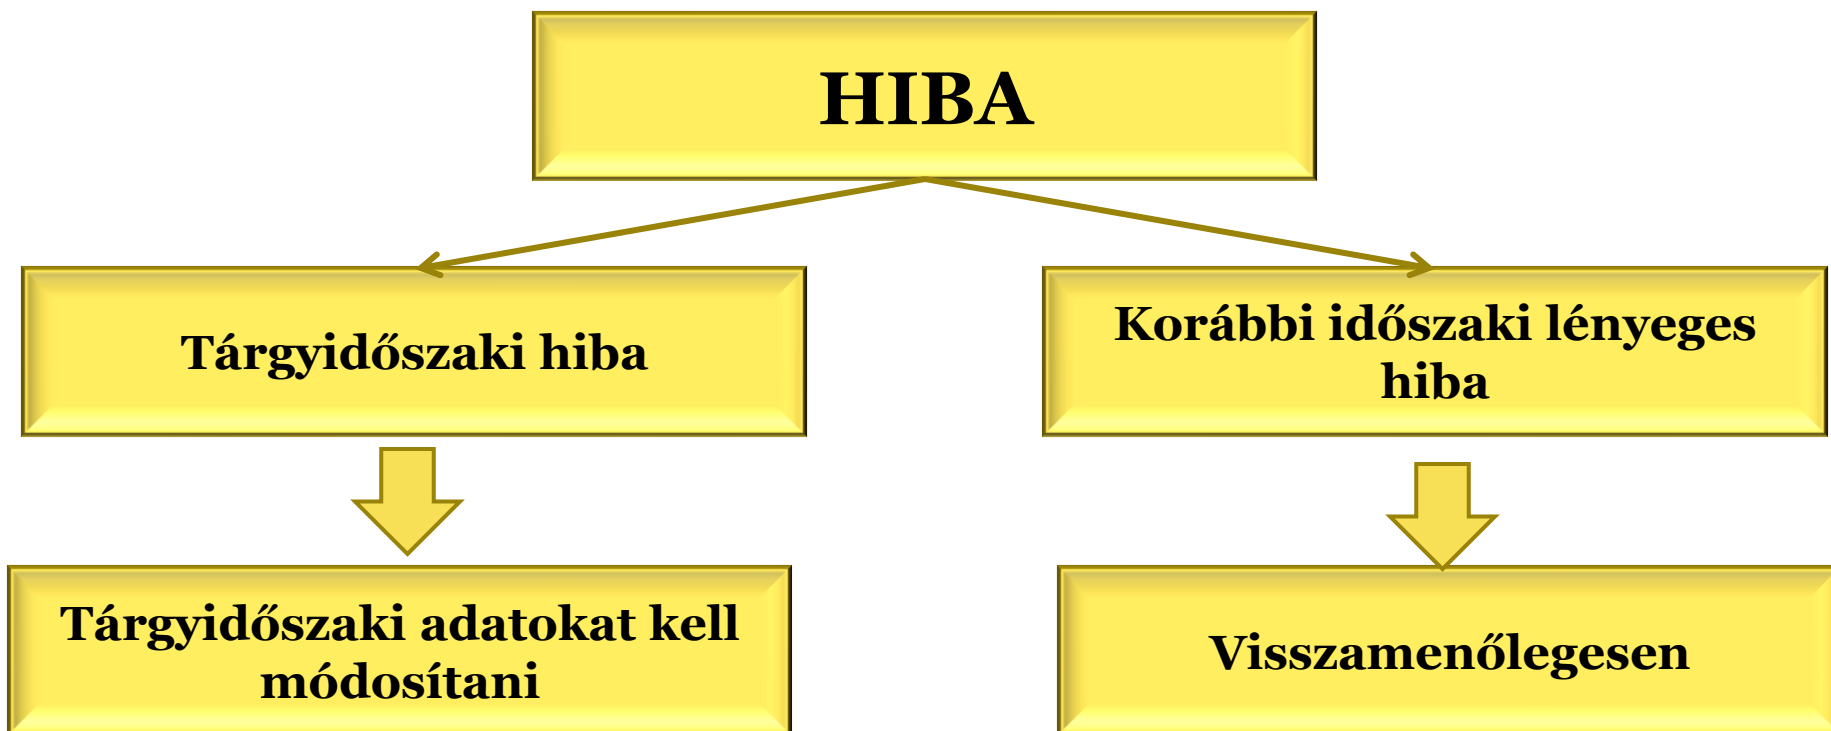 HIBA
Tárgyidőszaki hiba
Korábbi időszaki lényeges
hiba
Tárgyidőszaki adatokat kell
módosítani
Visszamenőlegesen